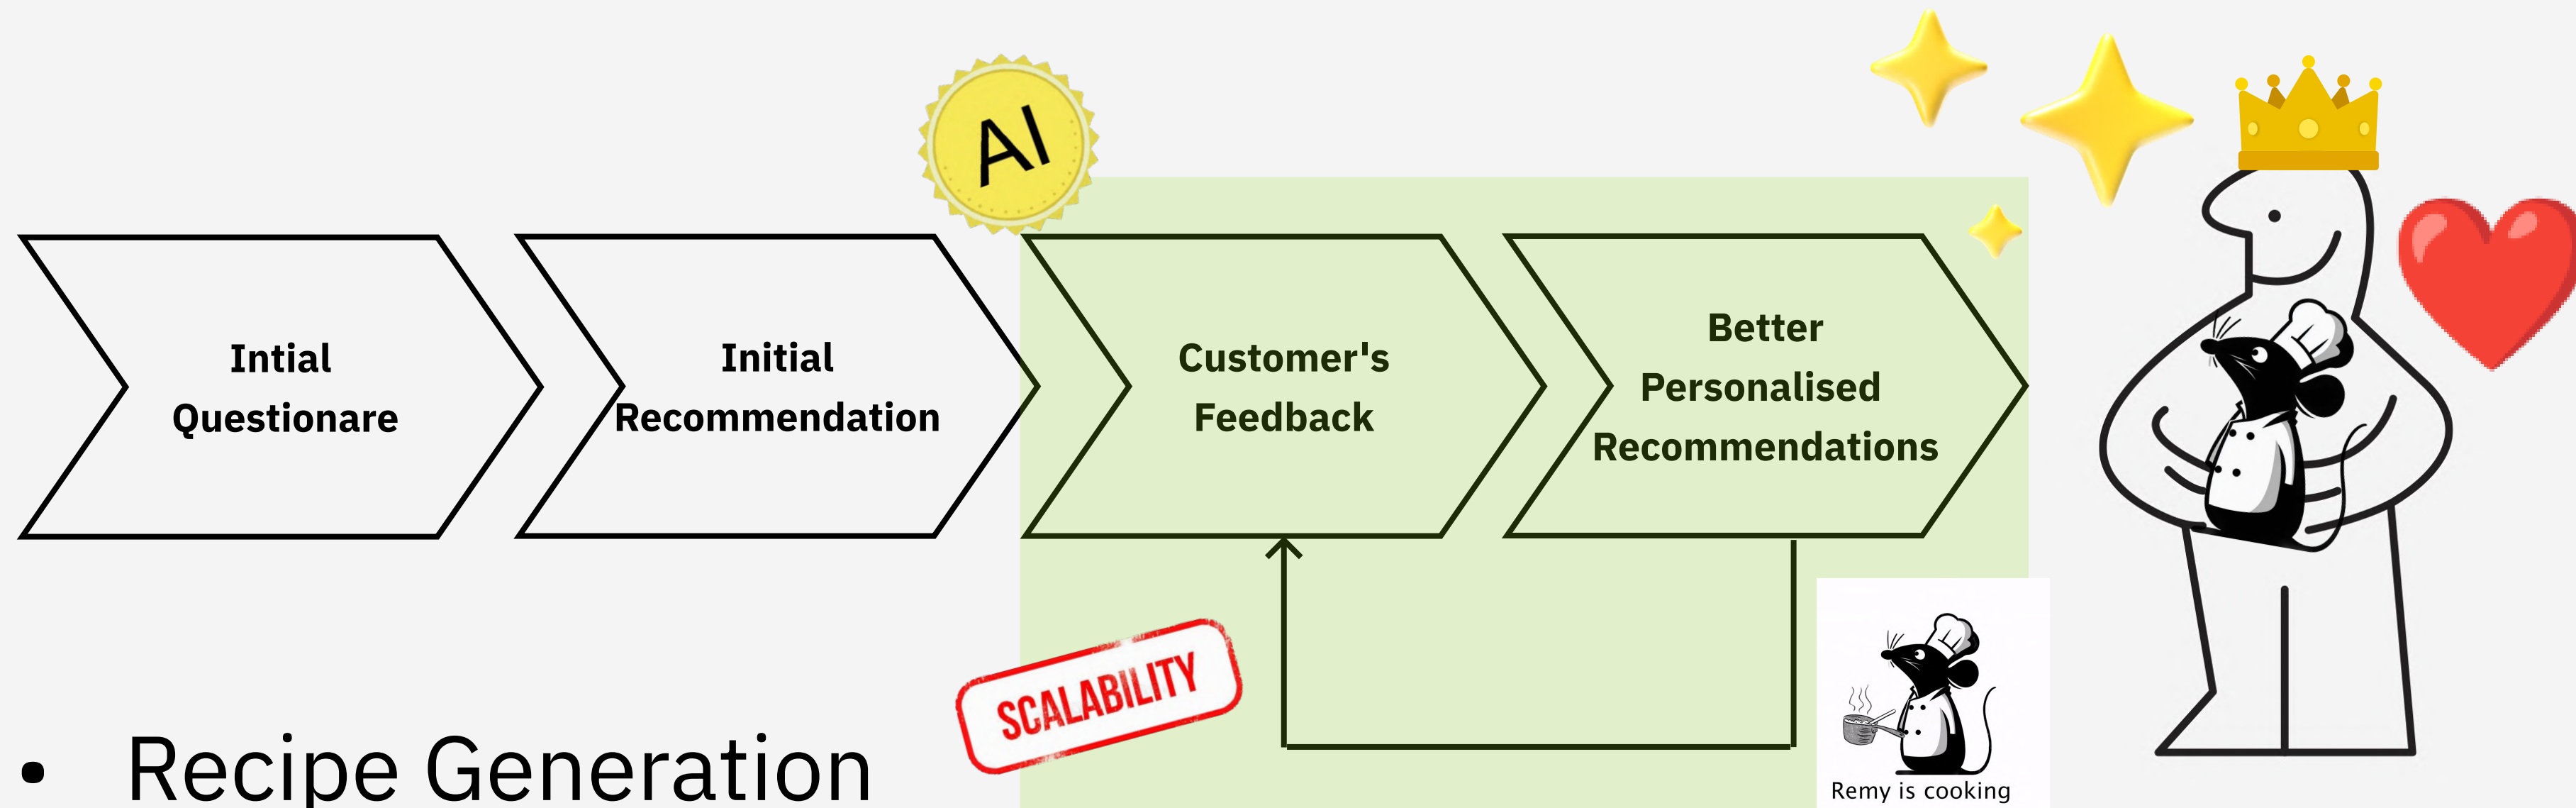 AI
Intial
Questionare
Initial
Recommendation
Customer's
Feedback
Better
Personalised
Recommendations
SCALABILITY
• Recipe Generation
Remy is cooking